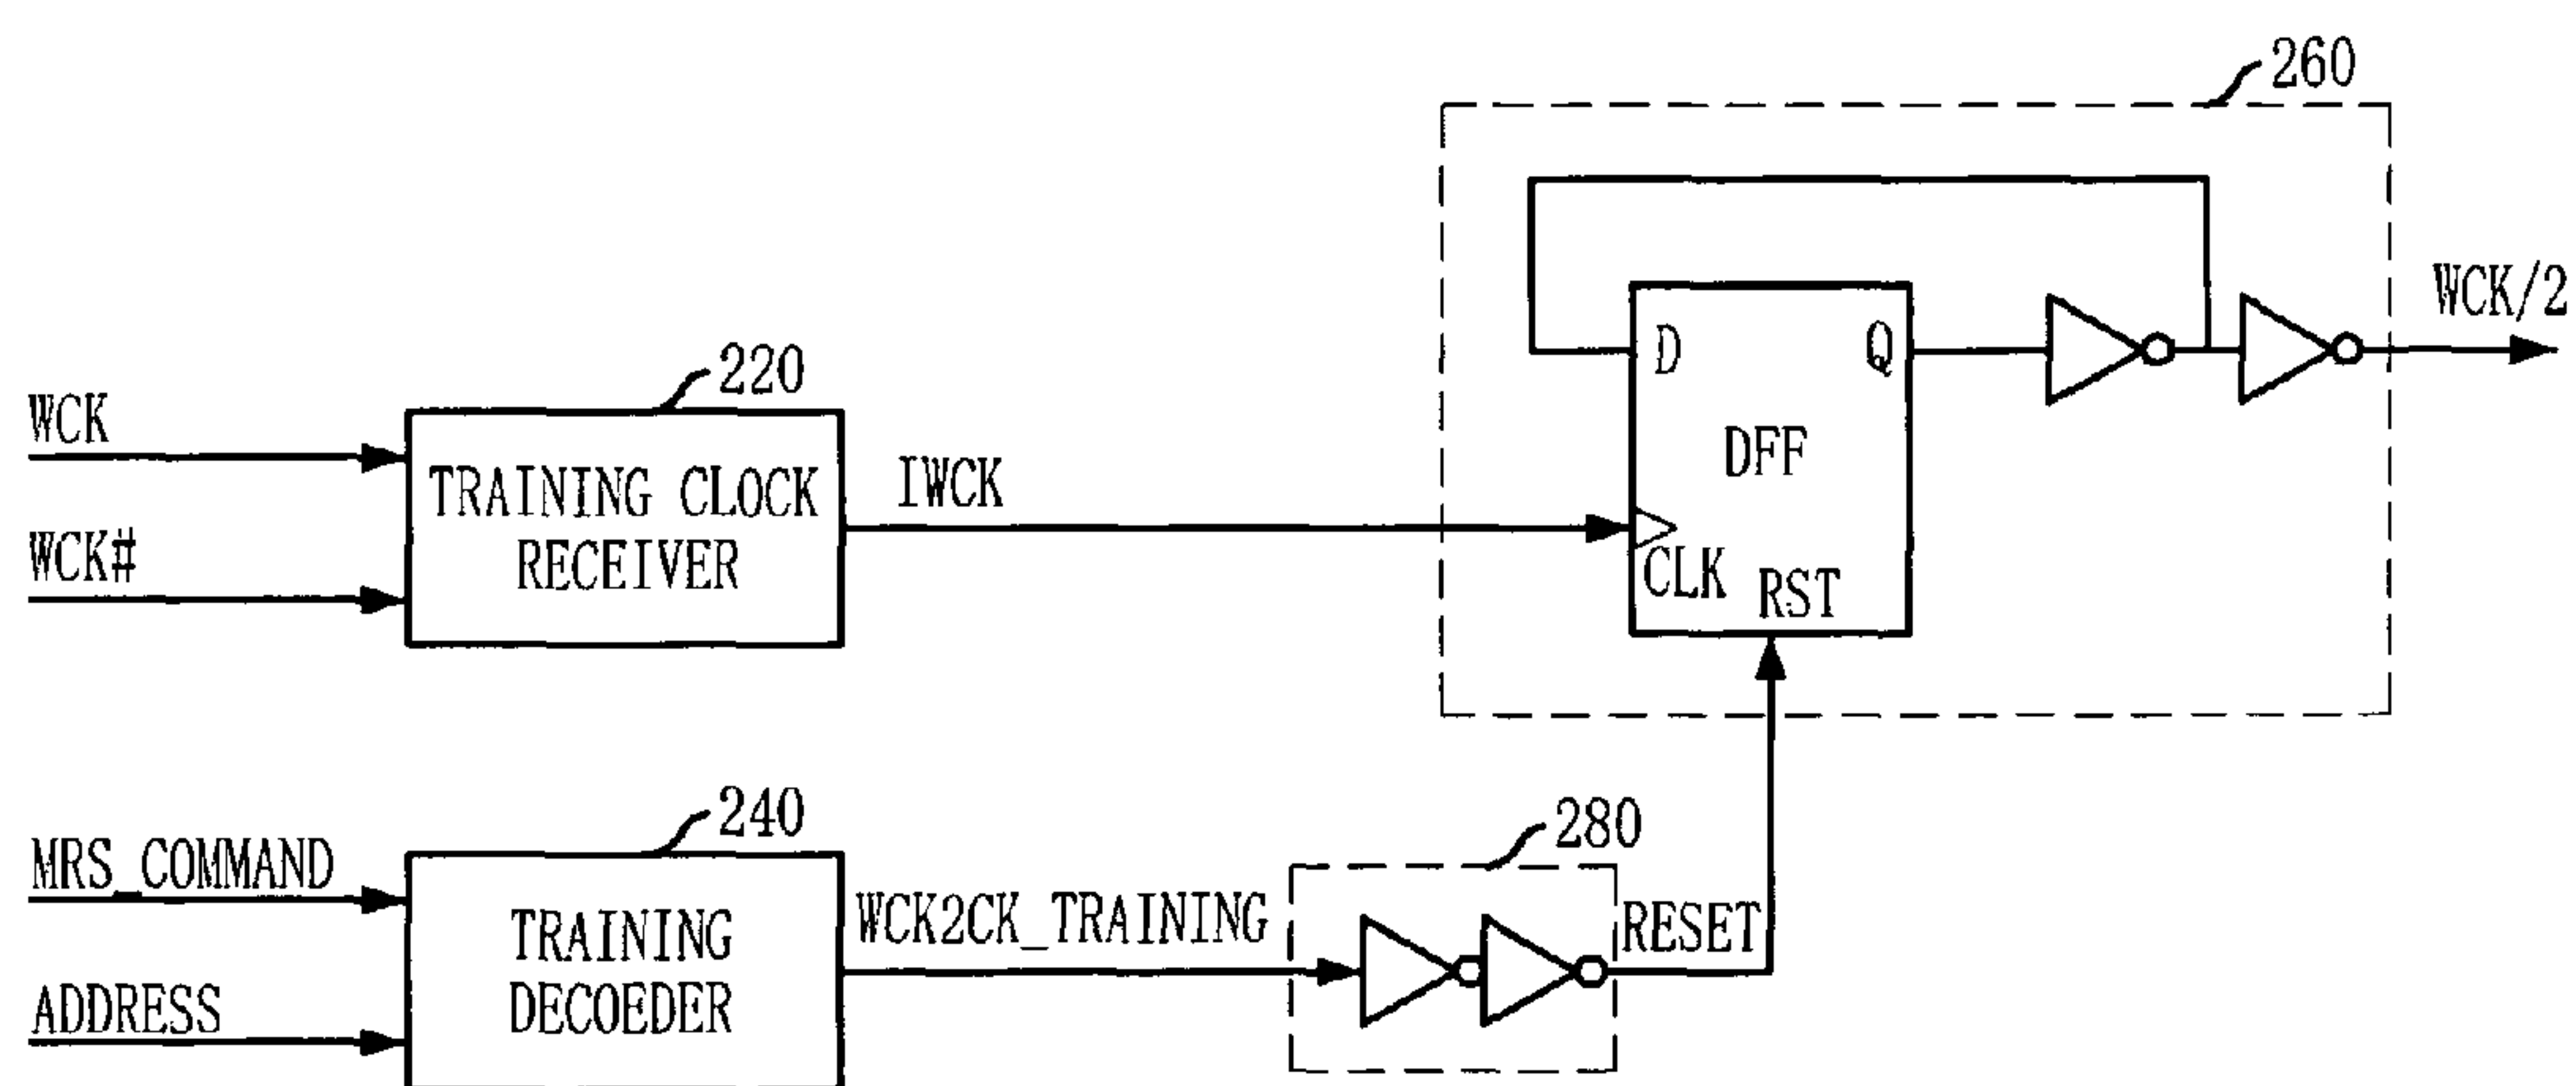 260
WCK/2
D
Q
220
WCK
DFF
TRAINING CLOCK
RECEIVER
IWCK
WCK#
CLK
RST
240
280
MRS_COMMAND
WCK2CK_TRAINING
RESET
TRAINING
DECOEDER
ADDRESS